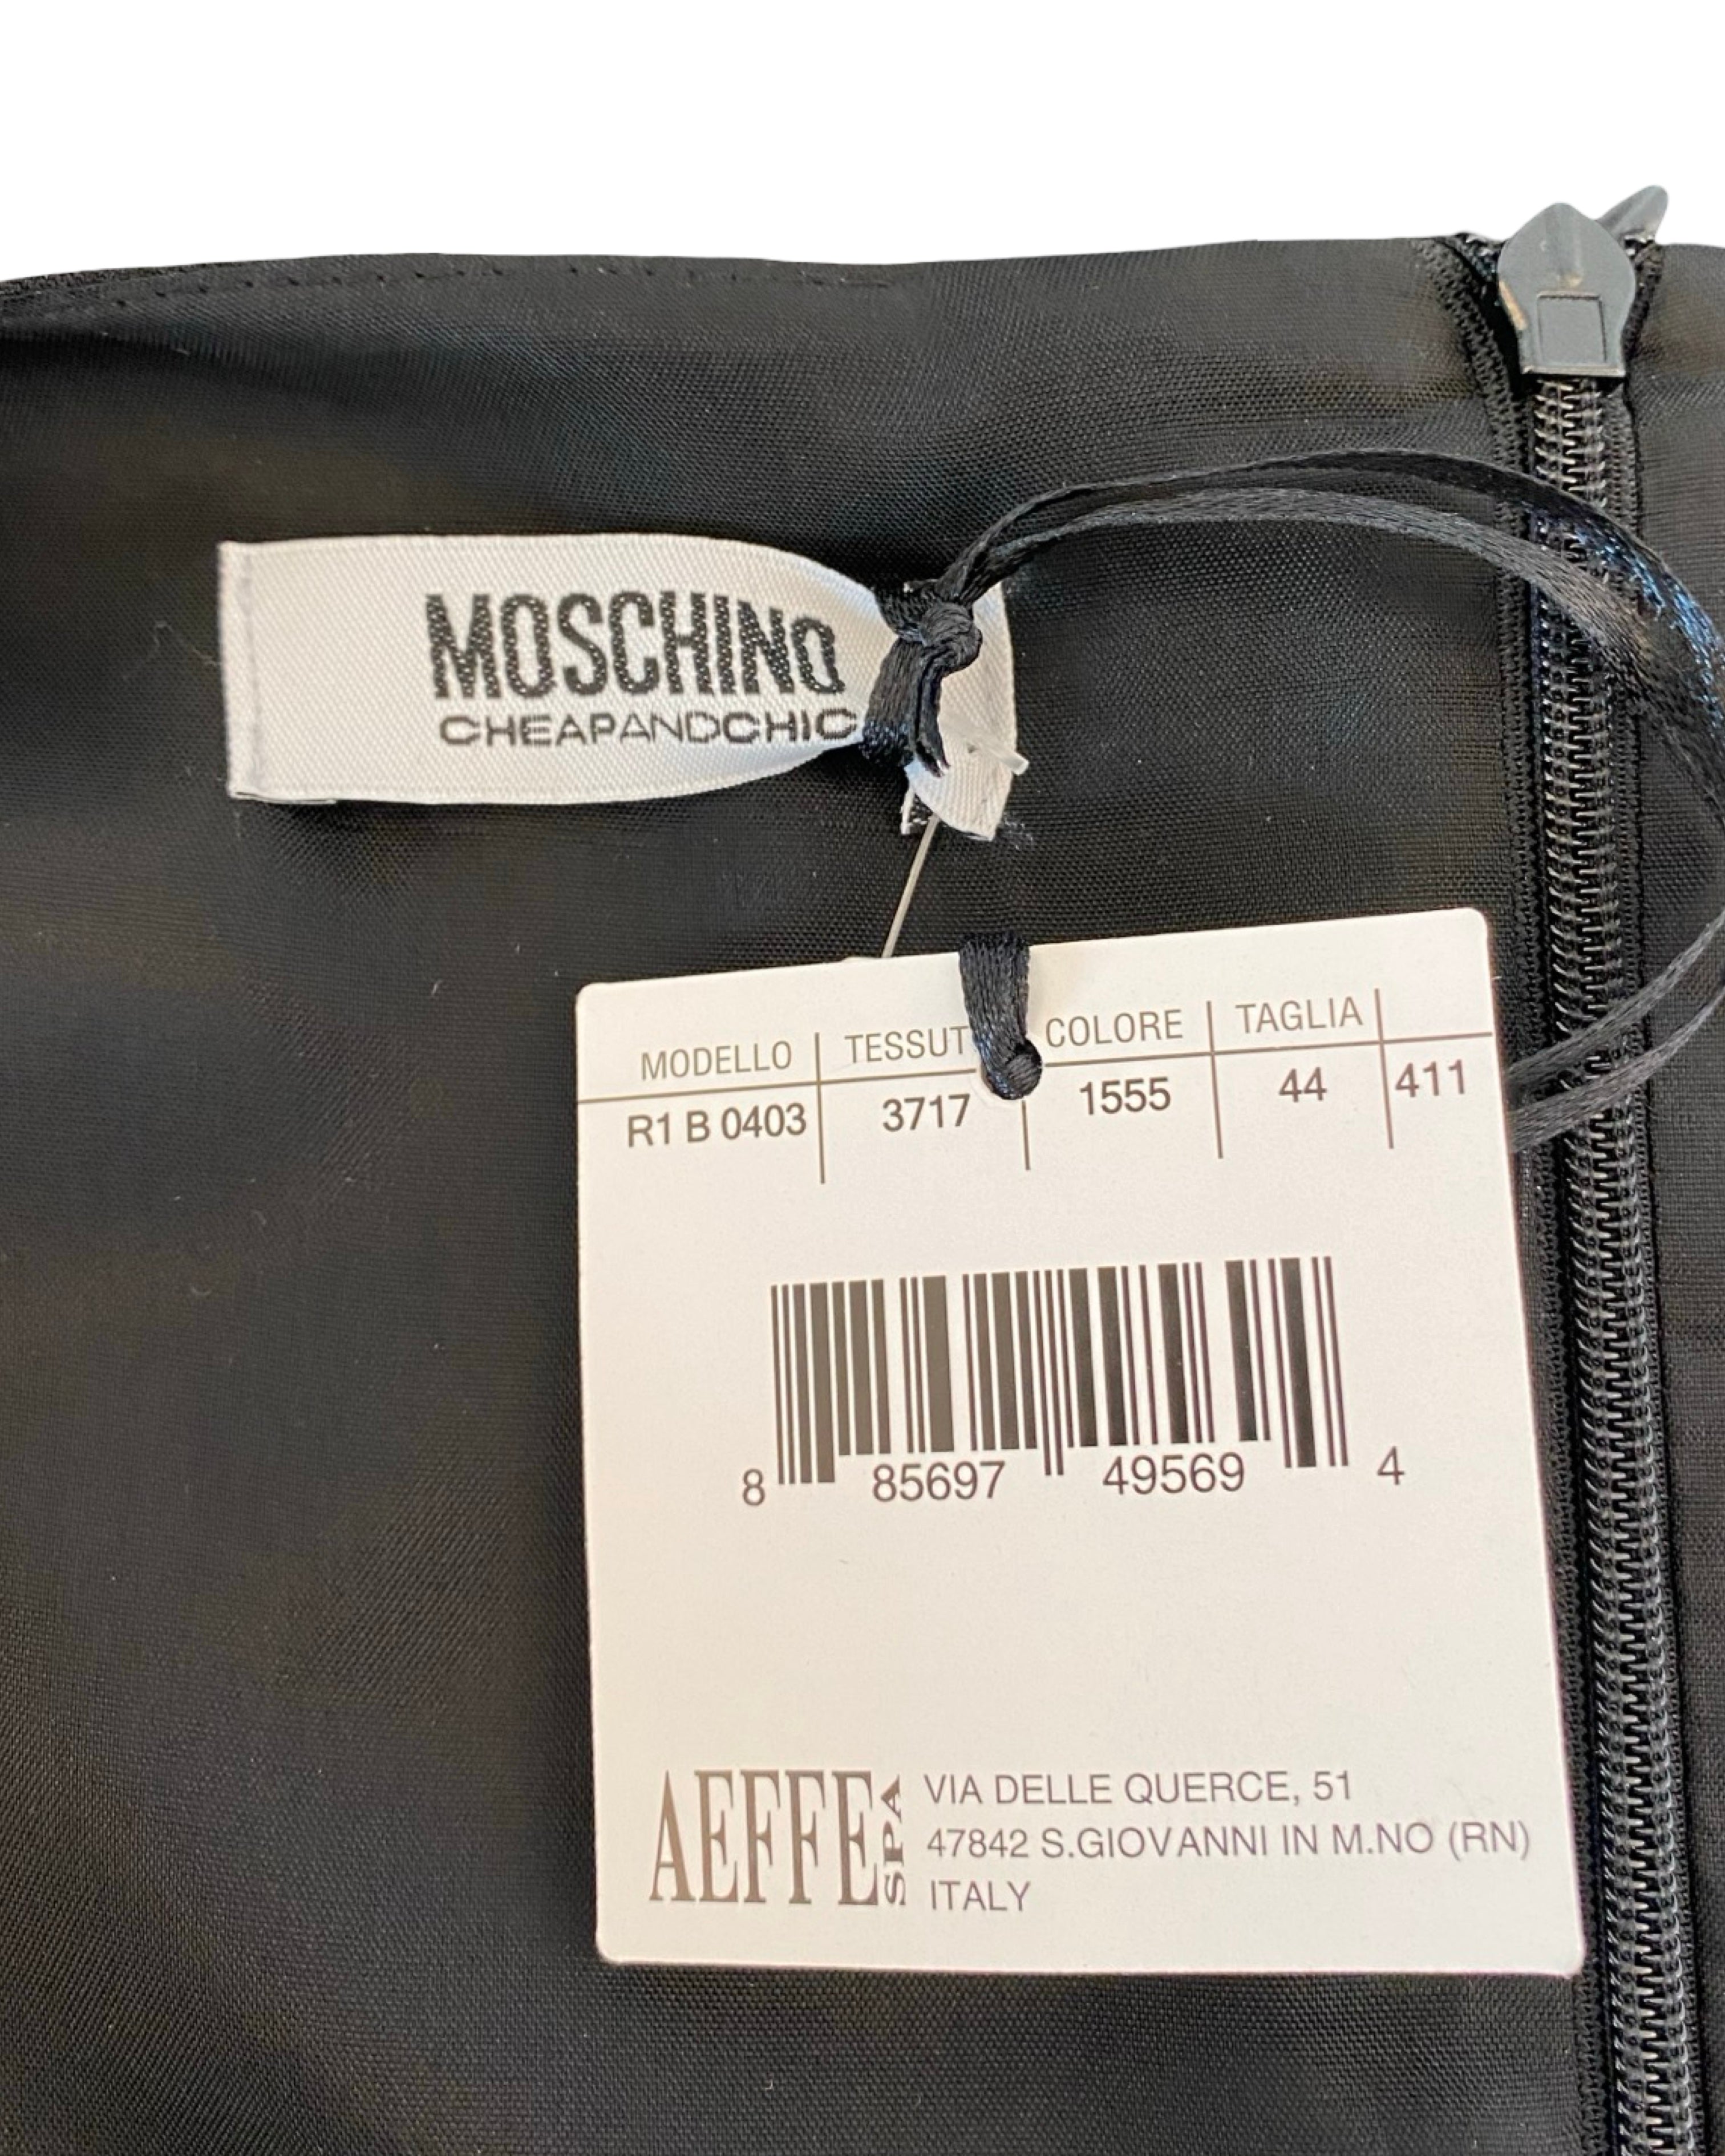 MOSCHINO
CHEAPANDCHIC
MODELLO TESSUT COLORE TAGLIA
R1 B 0403 3717 1555 44 411
8 85697 49569 4
AEFFE SPA
VIA DELLE QUERCE, 51
47842 S.GIOVANNI IN M.NO (RN)
ITALY